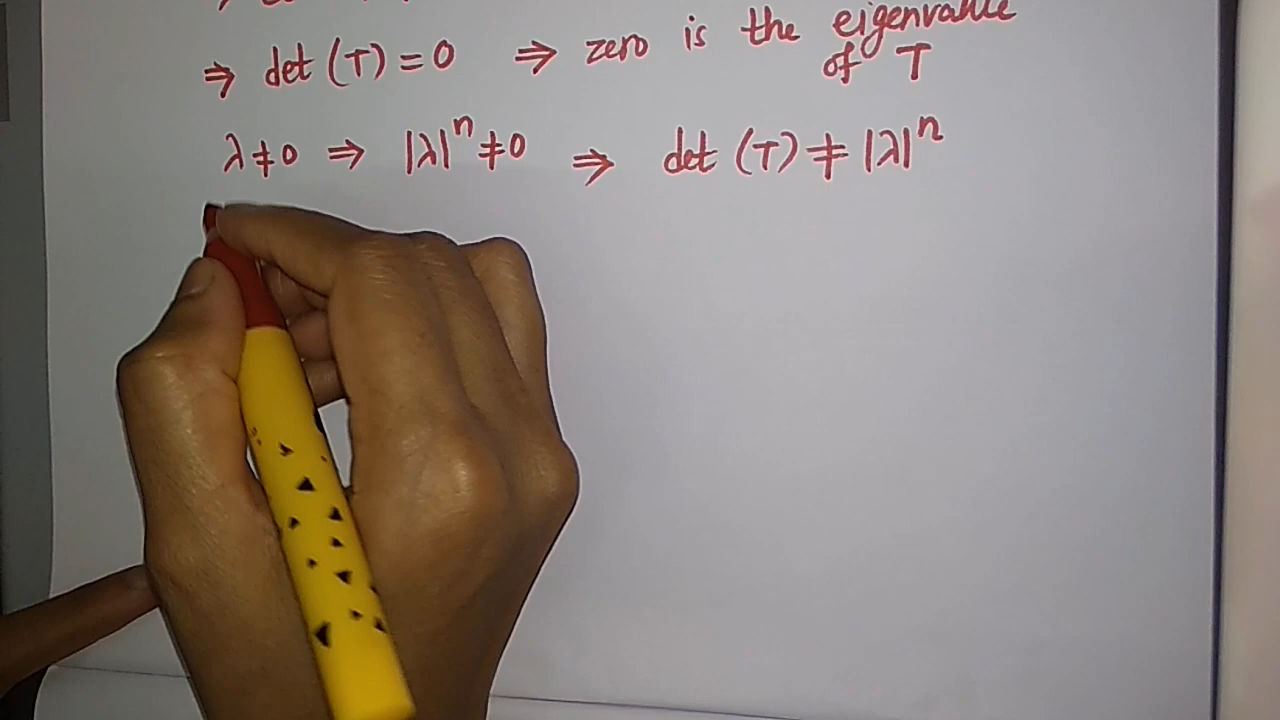 ⇒ det (T) = 0 ⇒ zero is the eigenvalue of T
λ ≠ 0 ⇒ |λ|ⁿ ≠ 0 ⇒ det (T) ≠ |λ|ⁿ